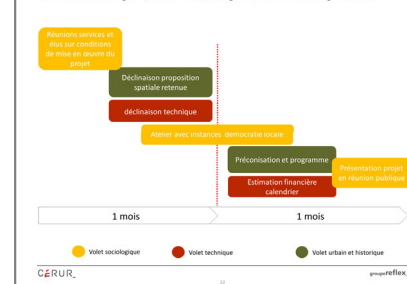 Réunions services et
élus sur conditions
de mise en œuvre du
projet
Déclinaison proposition
spatiale retenue
déclinaison technique
Atelier avec instances démocratie locale
Préconisation et programme
Présentation projet
en réunion publique
Estimation financière
calendrier
1 mois
1 mois
Volet sociologique
Volet technique
Volet urbain et historique
CÉRUR_
grouperéflex_